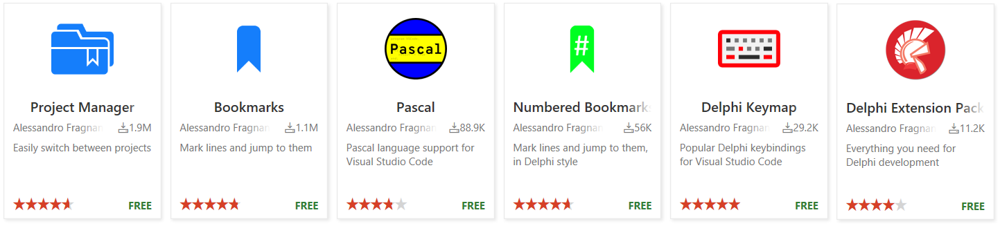 Pascal
#
Project Manager
Alessandro Fragnan
1.9M
Easily switch between projects
FREE
Bookmarks
Alessandro Fragnan
1.1M
Mark lines and jump to them
FREE
Pascal
Alessandro Fragnan
88.9K
Pascal language support for
Visual Studio Code
FREE
Numbered Bookmarks
Alessandro Fragnan
56K
Mark lines and jump to them,
in Delphi style
FREE
Delphi Keymap
Alessandro Fragnan
29.2K
Popular Delphi keybindings
for Visual Studio Code
FREE
Delphi Extension Pack
Alessandro Fragnan
11.2K
Everything you need for
Delphi development
FREE